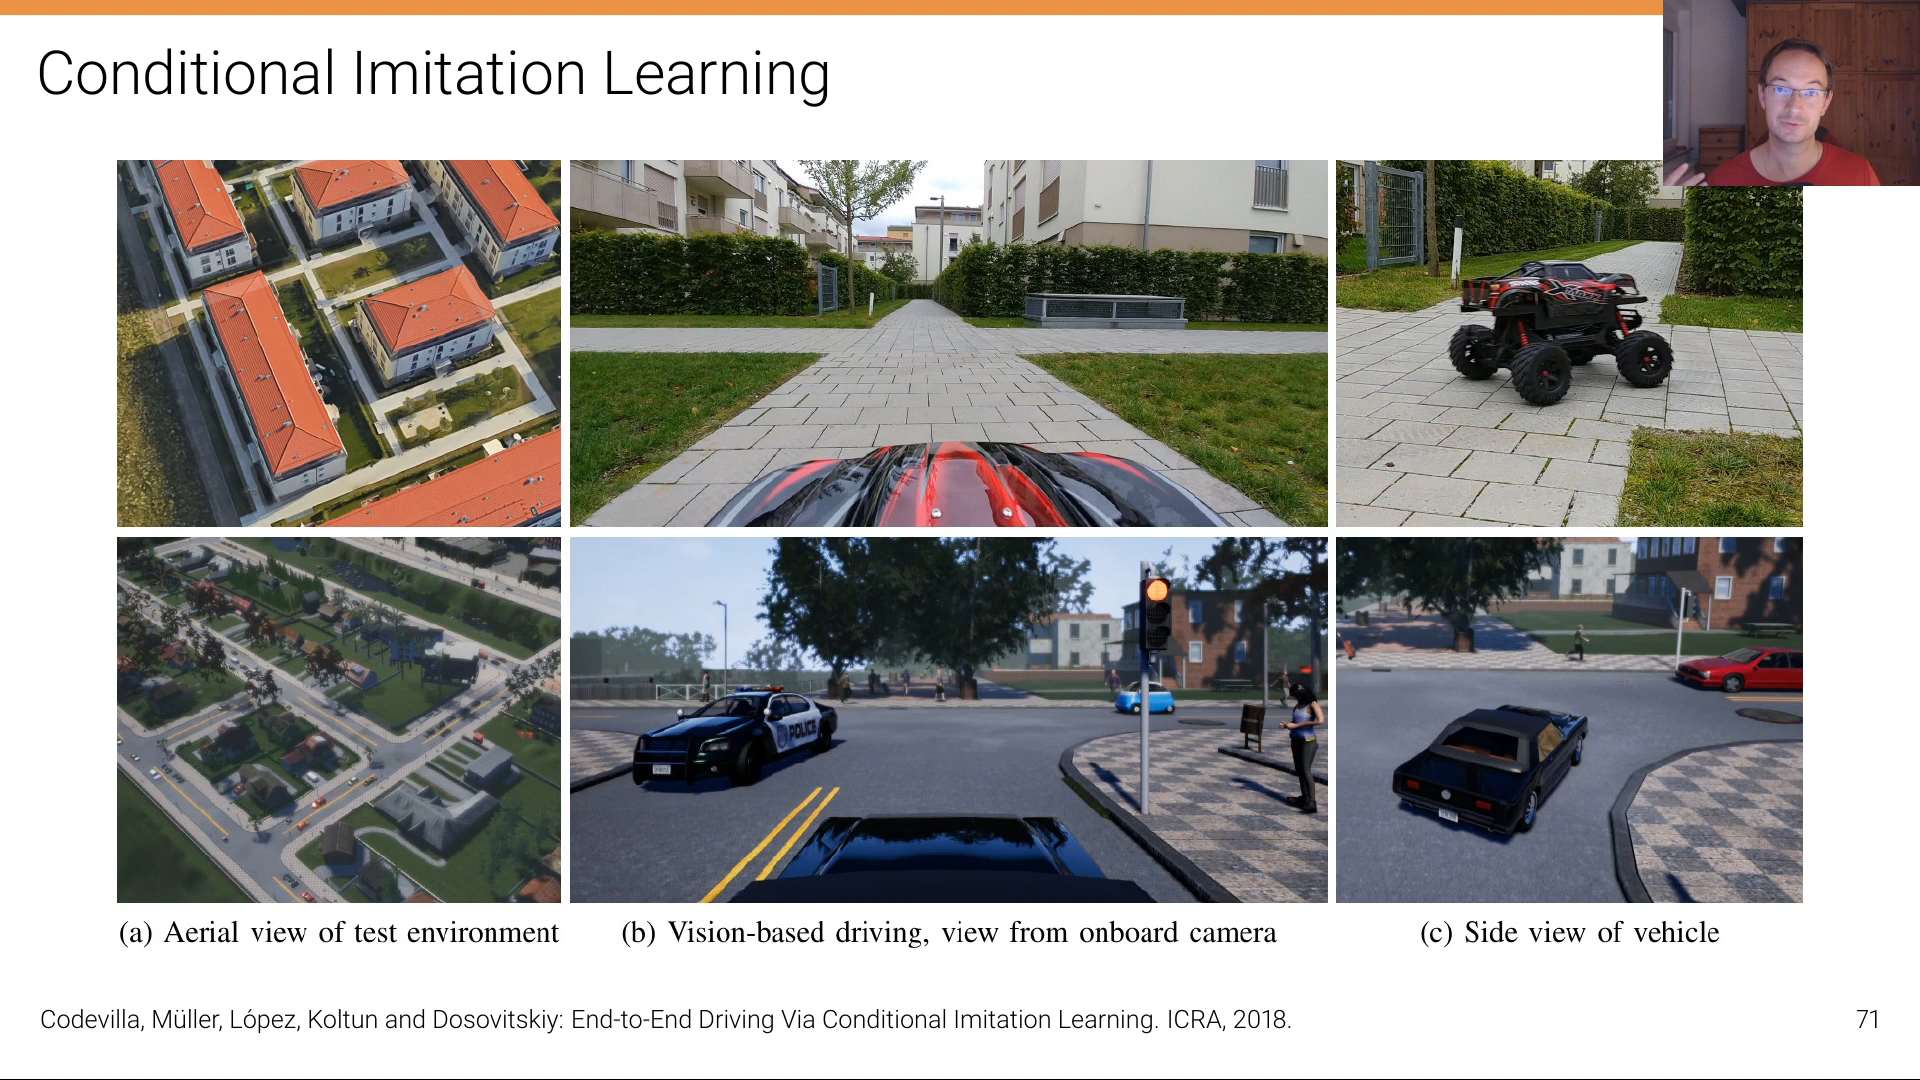 Conditional Imitation Learning
POLICE
(a) Aerial view of test environment
(b) Vision-based driving, view from onboard camera
(c) Side view of vehicle
Codevilla, Müller, López, Koltun and Dosovitskiy: End-to-End Driving Via Conditional Imitation Learning. ICRA, 2018.
71